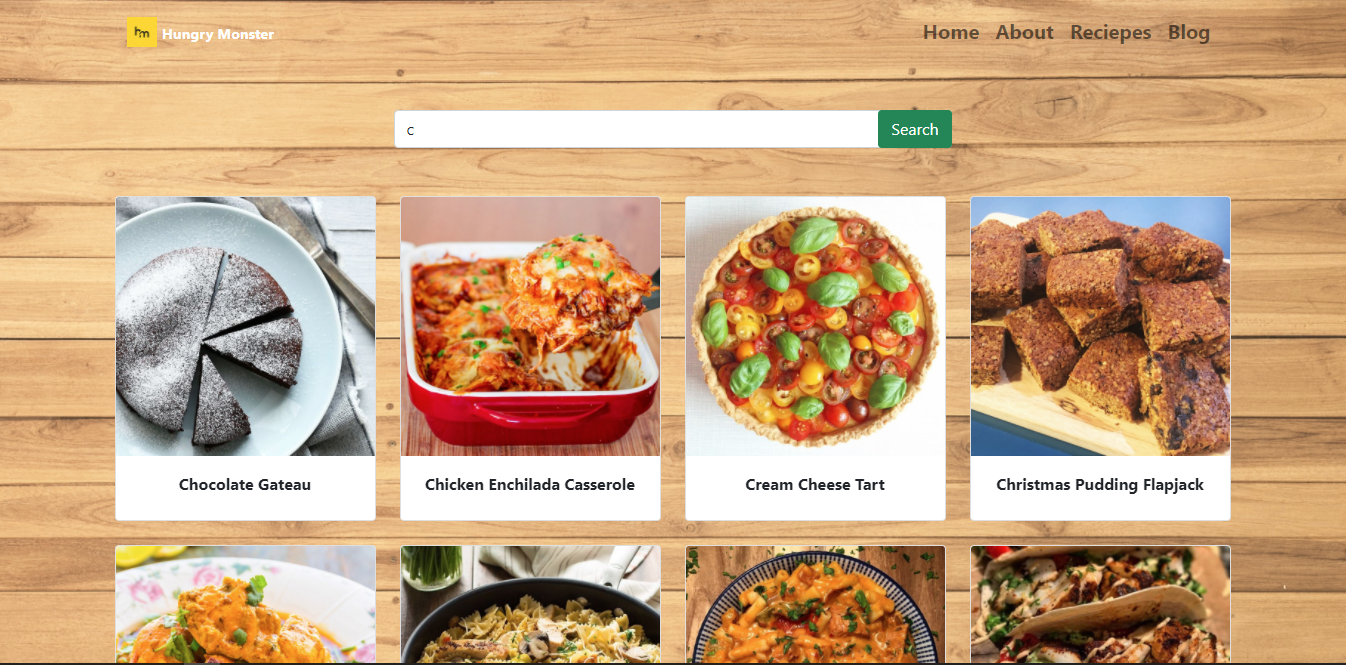 hm Hungry Monster
Home About Reciepes Blog
c
Search
Chocolate Gateau
Chicken Enchilada Casserole
Cream Cheese Tart
Christmas Pudding Flapjack